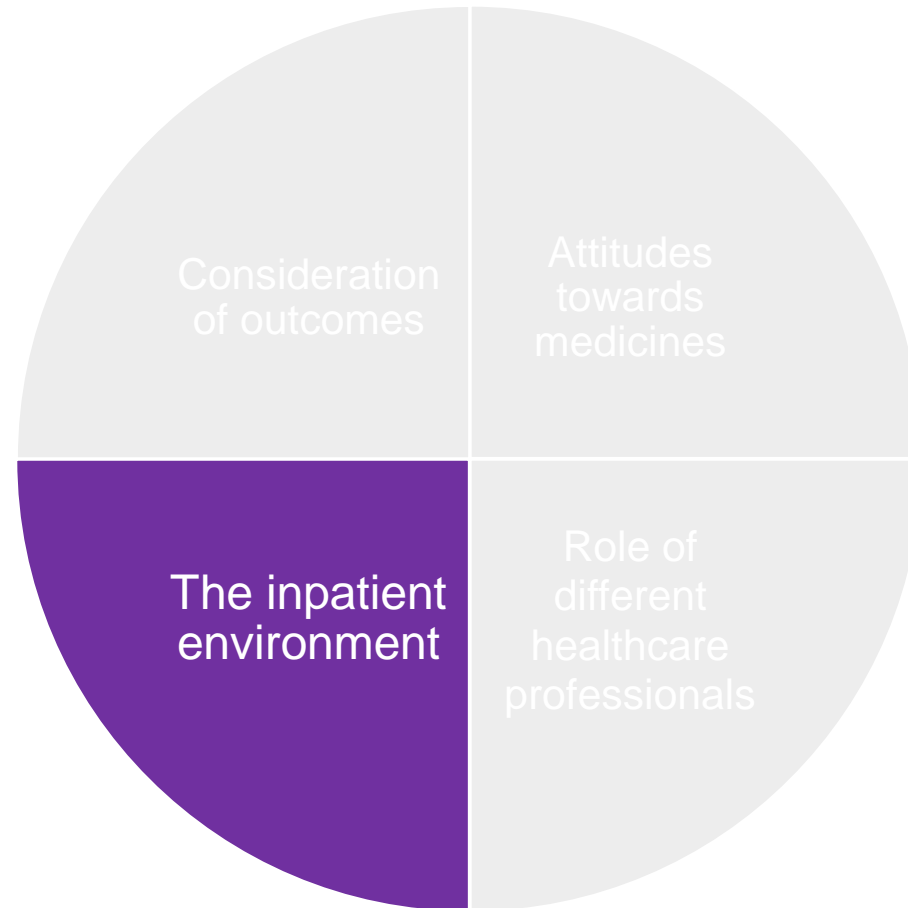 Consideration
of outcomes
Attitudes
towards
medicines
The inpatient
environment
Role of
different
healthcare
professionals